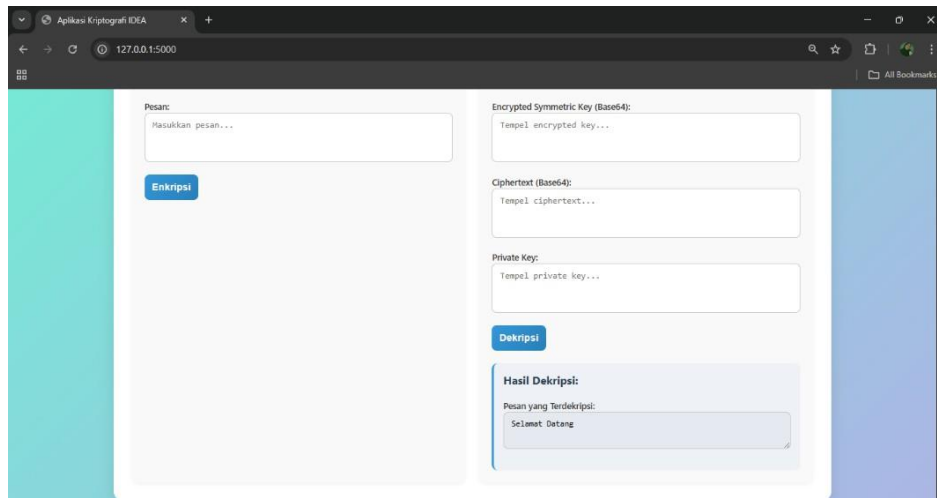 Aplikasi Kriptografi IDEA
127.0.0.1:5000
All Bookmarks
Pesan:
Masukkan pesan...
Enkripsi
Encrypted Symmetric Key (Base64):
Tempel encrypted key...
Ciphertext (Base64):
Tempel ciphertext...
Private Key:
Tempel private key...
Dekripsi
Hasil Dekripsi:
Pesan yang Terdekripsi:
Selamat Datang